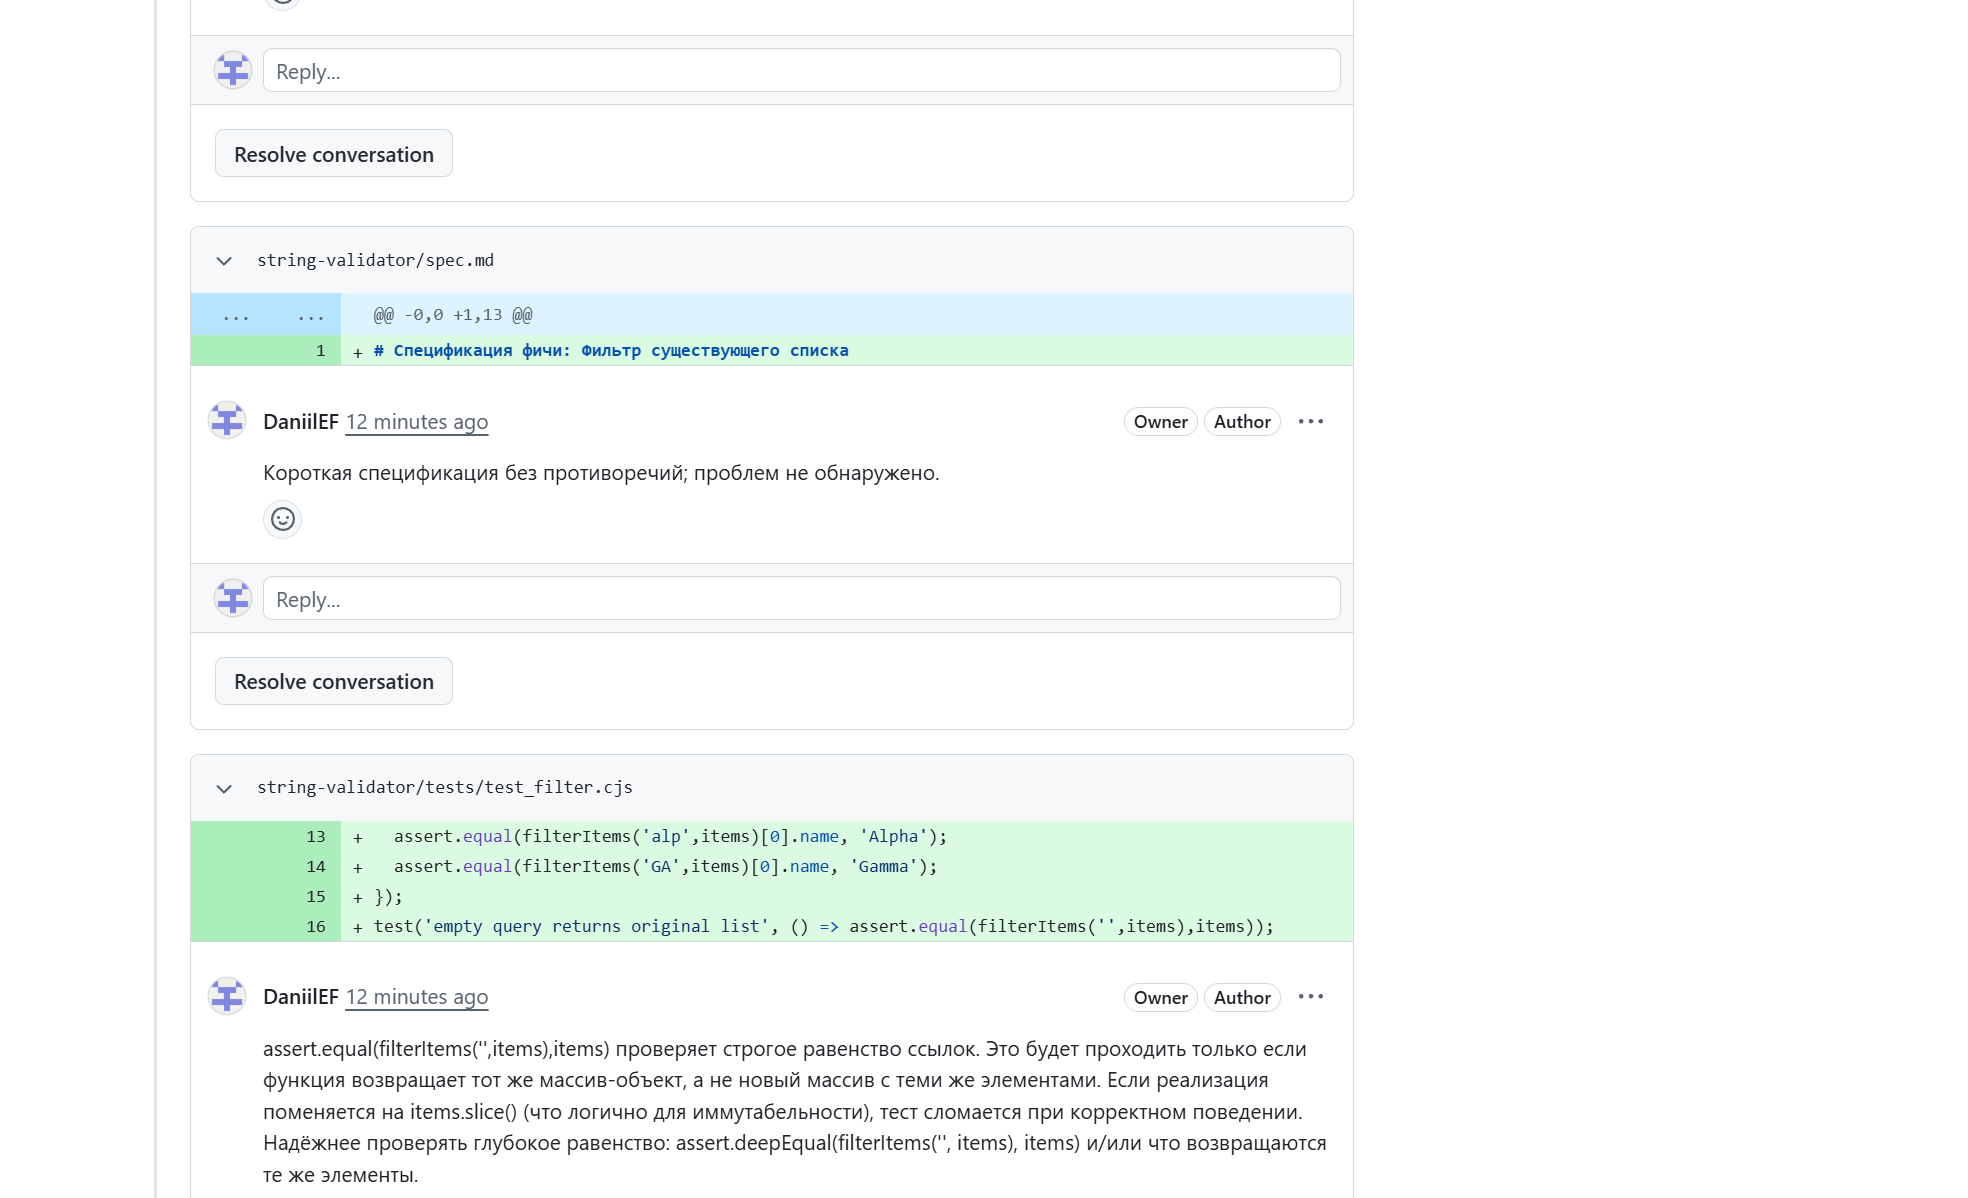 Reply...
Resolve conversation
string-validator/spec.md
... ... @@ -0,0 +1,13 @@
1 + # Спецификация фичи: Фильтр существующего списка
DaniilEF 12 minutes ago Owner Author ...
Короткая спецификация без противоречий; проблем не обнаружено.
Reply...
Resolve conversation
string-validator/tests/test_filter.cjs
13 + assert.equal(filterItems('alp',items)[0].name, 'Alpha');
14 + assert.equal(filterItems('GA',items)[0].name, 'Gamma');
15 + });
16 + test('empty query returns original list', () => assert.equal(filterItems('',items),items));
DaniilEF 12 minutes ago Owner Author ...
assert.equal(filterItems('',items),items) проверяет строгое равенство ссылок. Это будет проходить только если
функция возвращает тот же массив-объект, а не новый массив с теми же элементами. Если реализация
поменяется на items.slice() (что логично для иммутабельности), тест сломается при корректном поведении.
Надёжнее проверять глубокое равенство: assert.deepEqual(filterItems('', items), items) и/или что возвращаются
те же элементы.